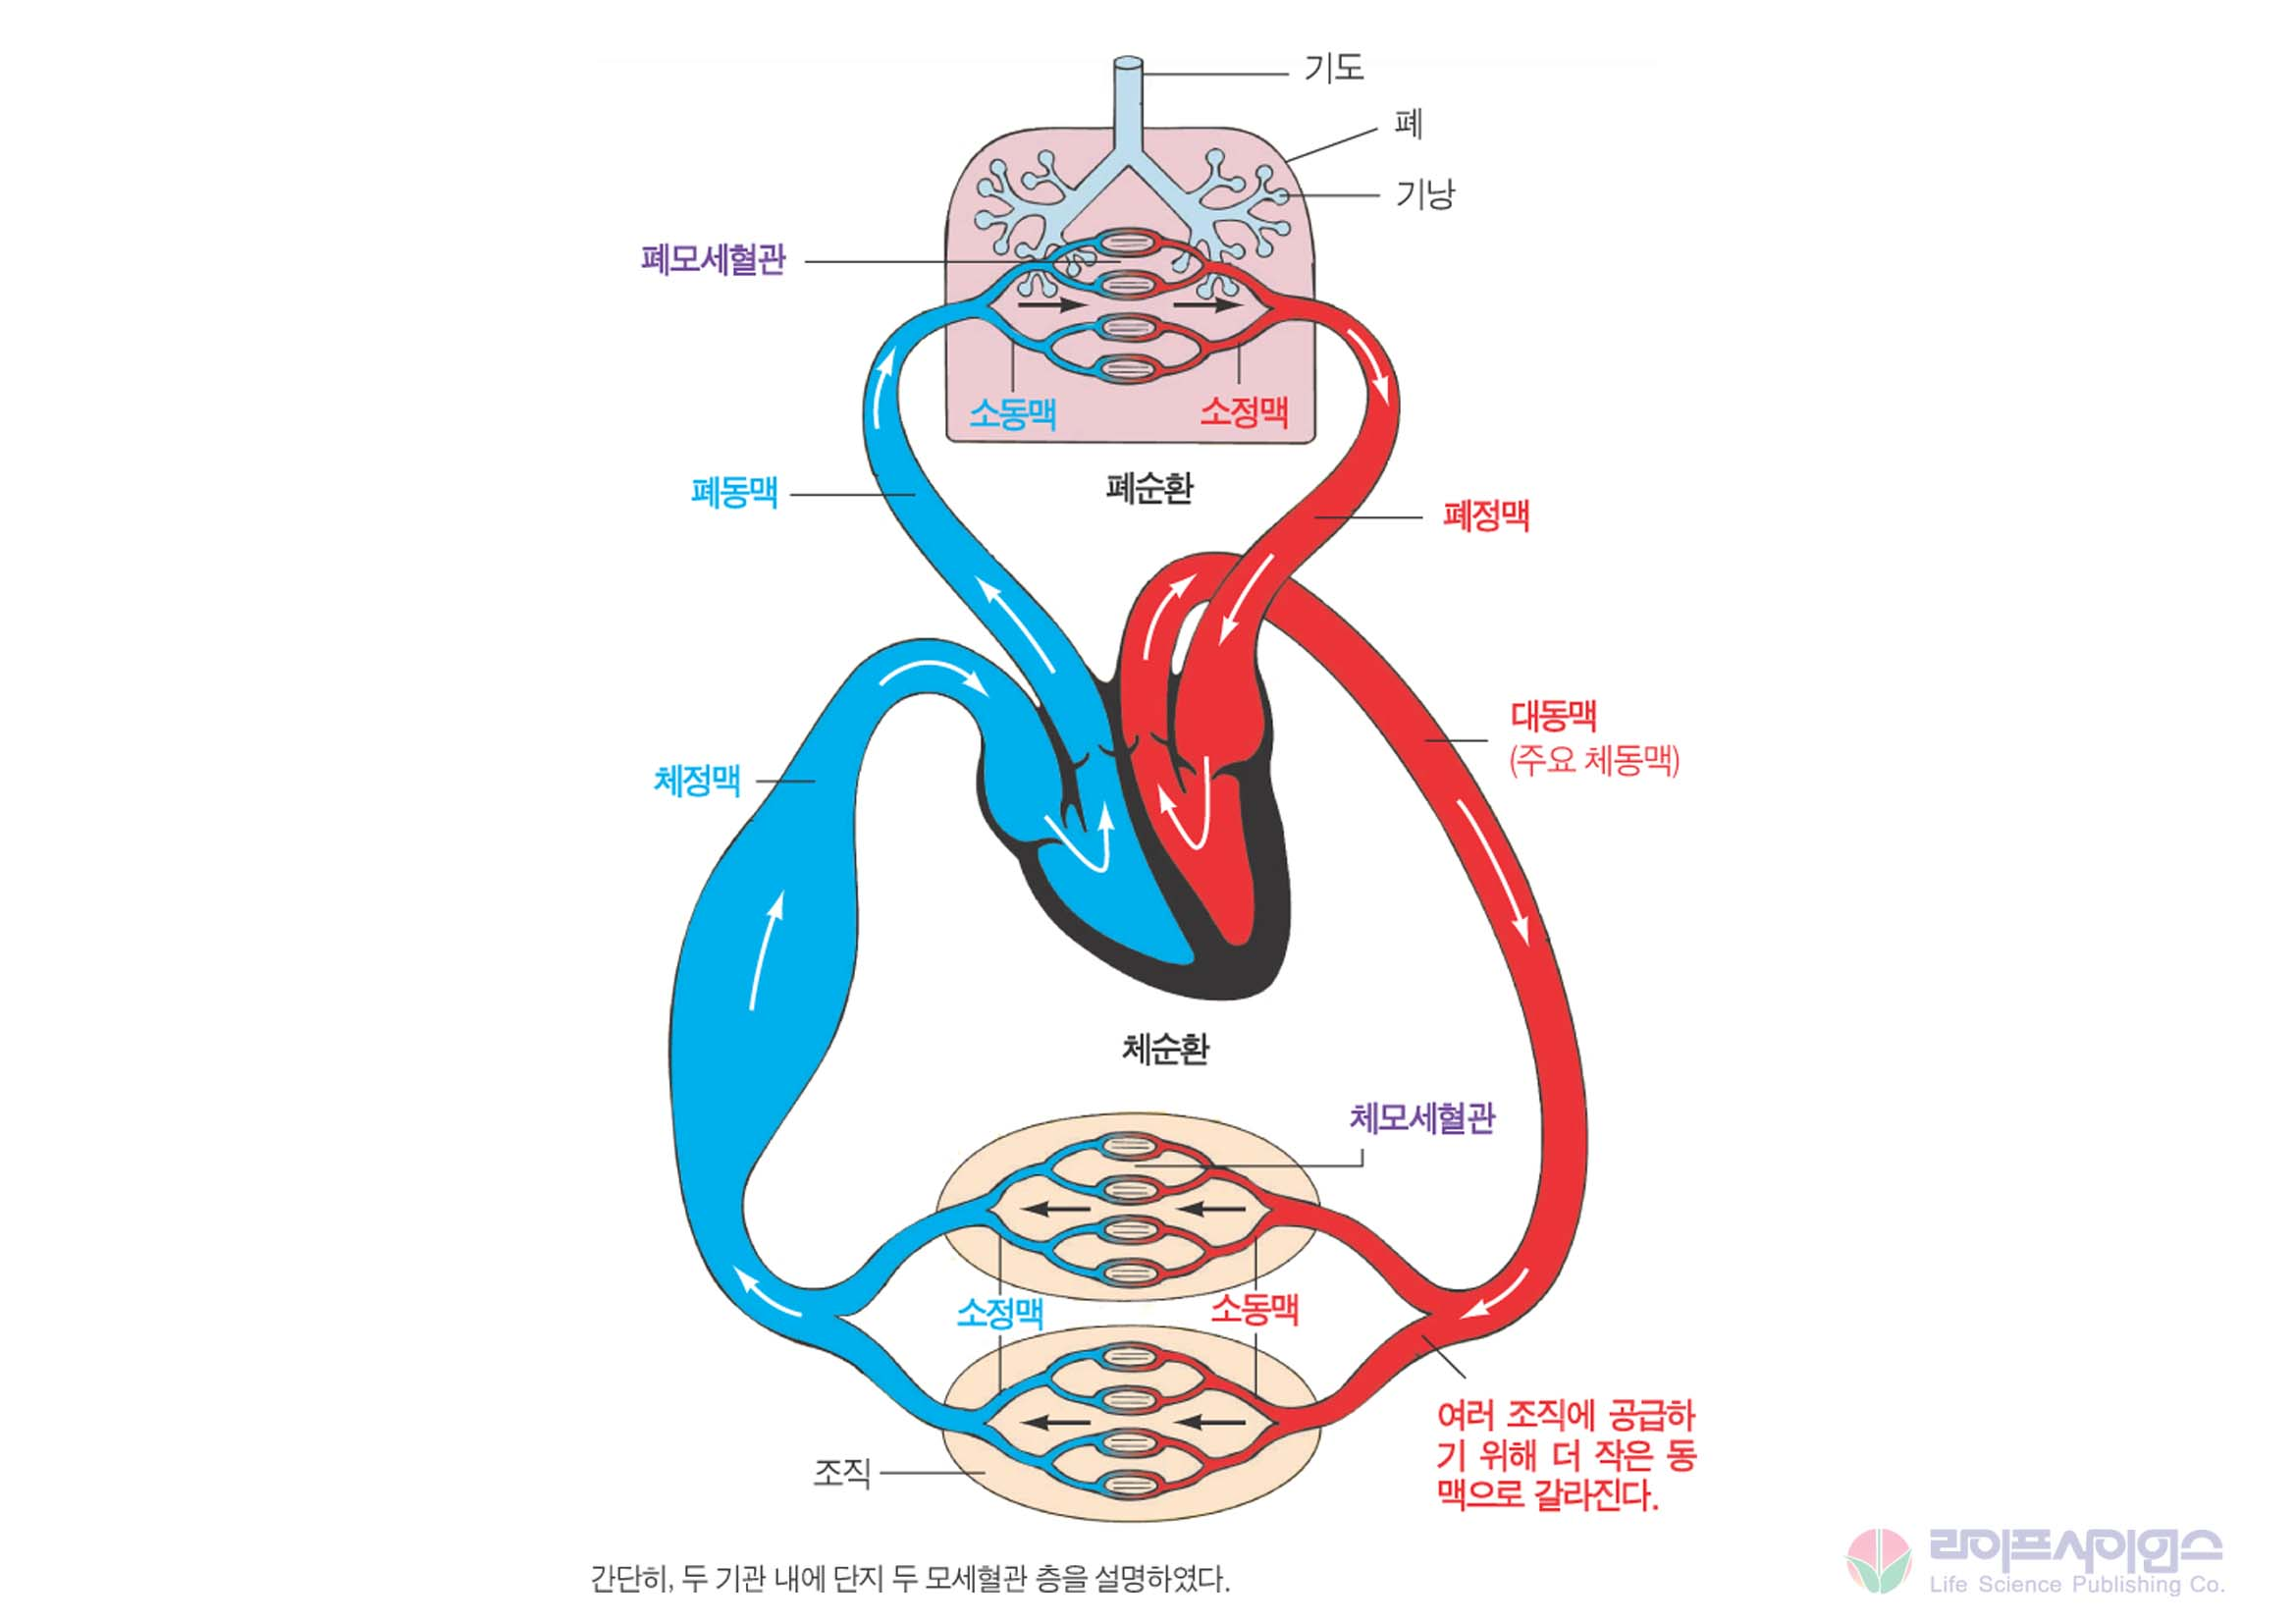 기도
폐
기낭
폐모세혈관
소동맥
소정맥
폐동맥
폐순환
폐정맥
대동맥
(주요 체동맥)
체정맥
체순환
체모세혈관
소정맥
소동맥
여러 조직에 공급하
기 위해 더 작은 동
맥으로 갈라진다.
조직
간단히, 두 기관 내에 단지 두 모세혈관 층을 설명하였다.
라이프사이언스
Life Science Publishing Co.